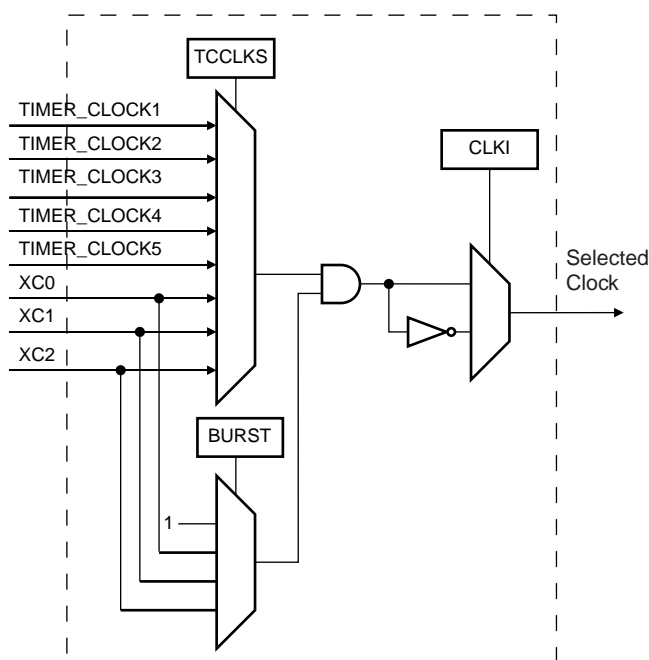 TCCLKS
TIMER_CLOCK1
TIMER_CLOCK2
CLKI
TIMER_CLOCK3
TIMER_CLOCK4
TIMER_CLOCK5
Selected
Clock
XC0
XC1
XC2
BURST
1